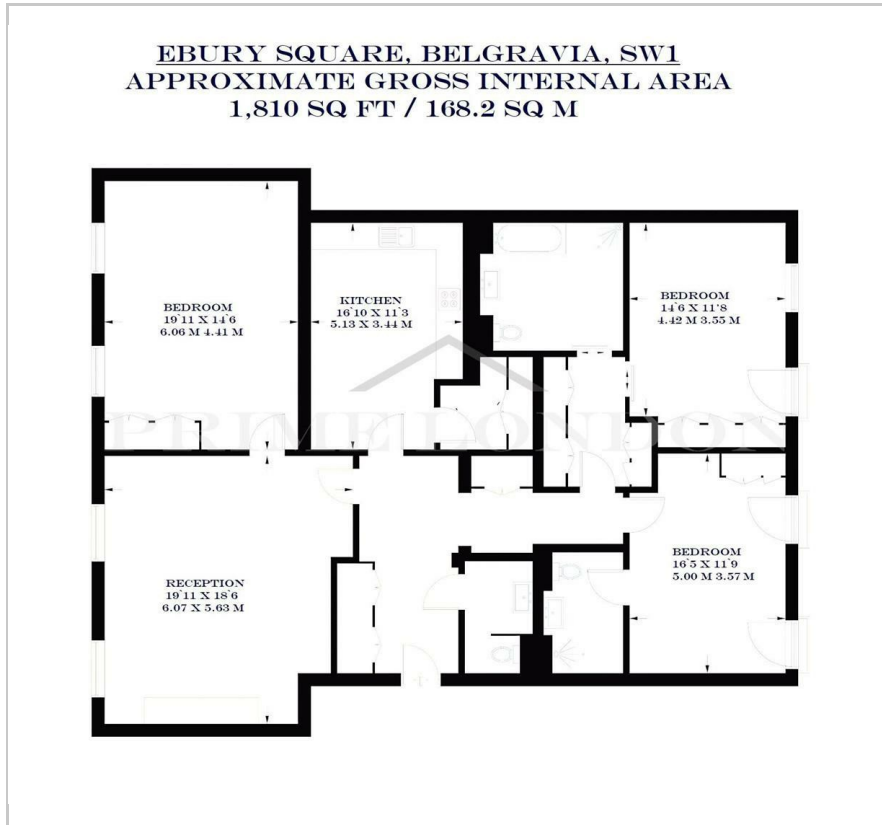 EBURY SQUARE, BELGRAVIA, SW1
APPROXIMATE GROSS INTERNAL AREA
1,810 SQ FT / 168.2 SQ M
BEDROOM
19'11 X 14'6
6.06 M 4.41 M
KITCHEN
16'10 X 11'3
5.13 X 3.44 M
BEDROOM
14'6 X 11'8
4.42 M 3.55 M
PRIME LONDON
RECEPTION
19'11 X 18'6
6.07 X 5.63 M
BEDROOM
16'5 X 11'9
5.00 M 3.57 M